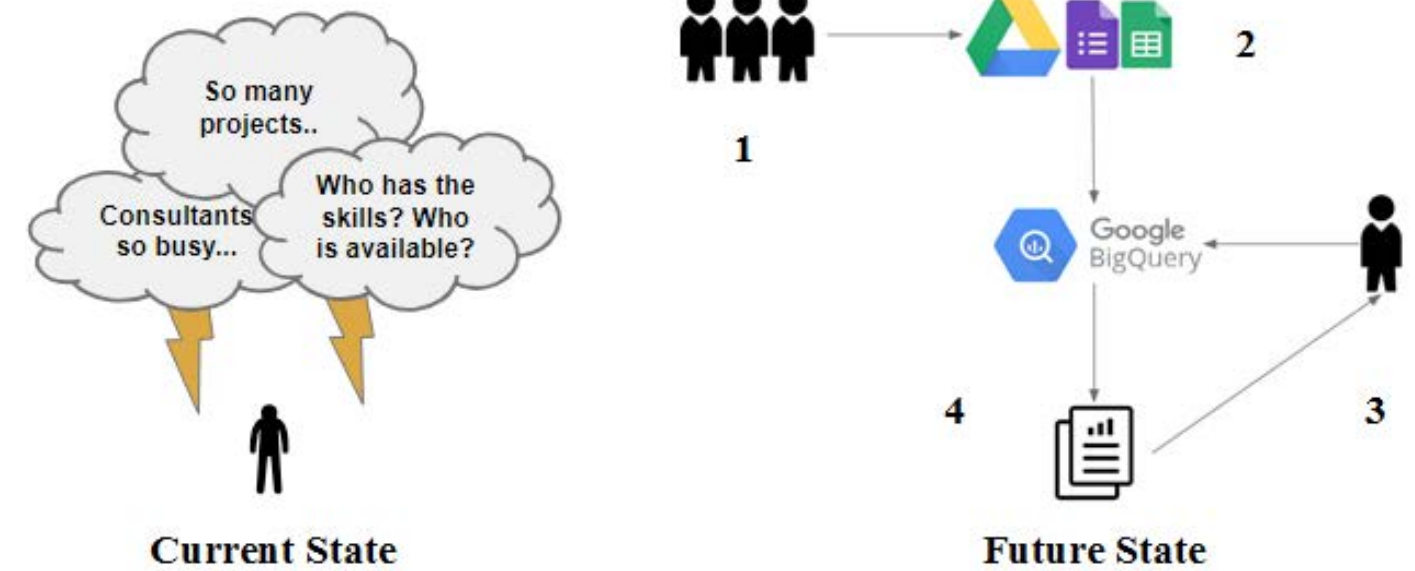 So many
projects..
Consultants
so busy...
Who has the
skills? Who
is available?
Current State
1
2
Google
BigQuery
4
3
Future State